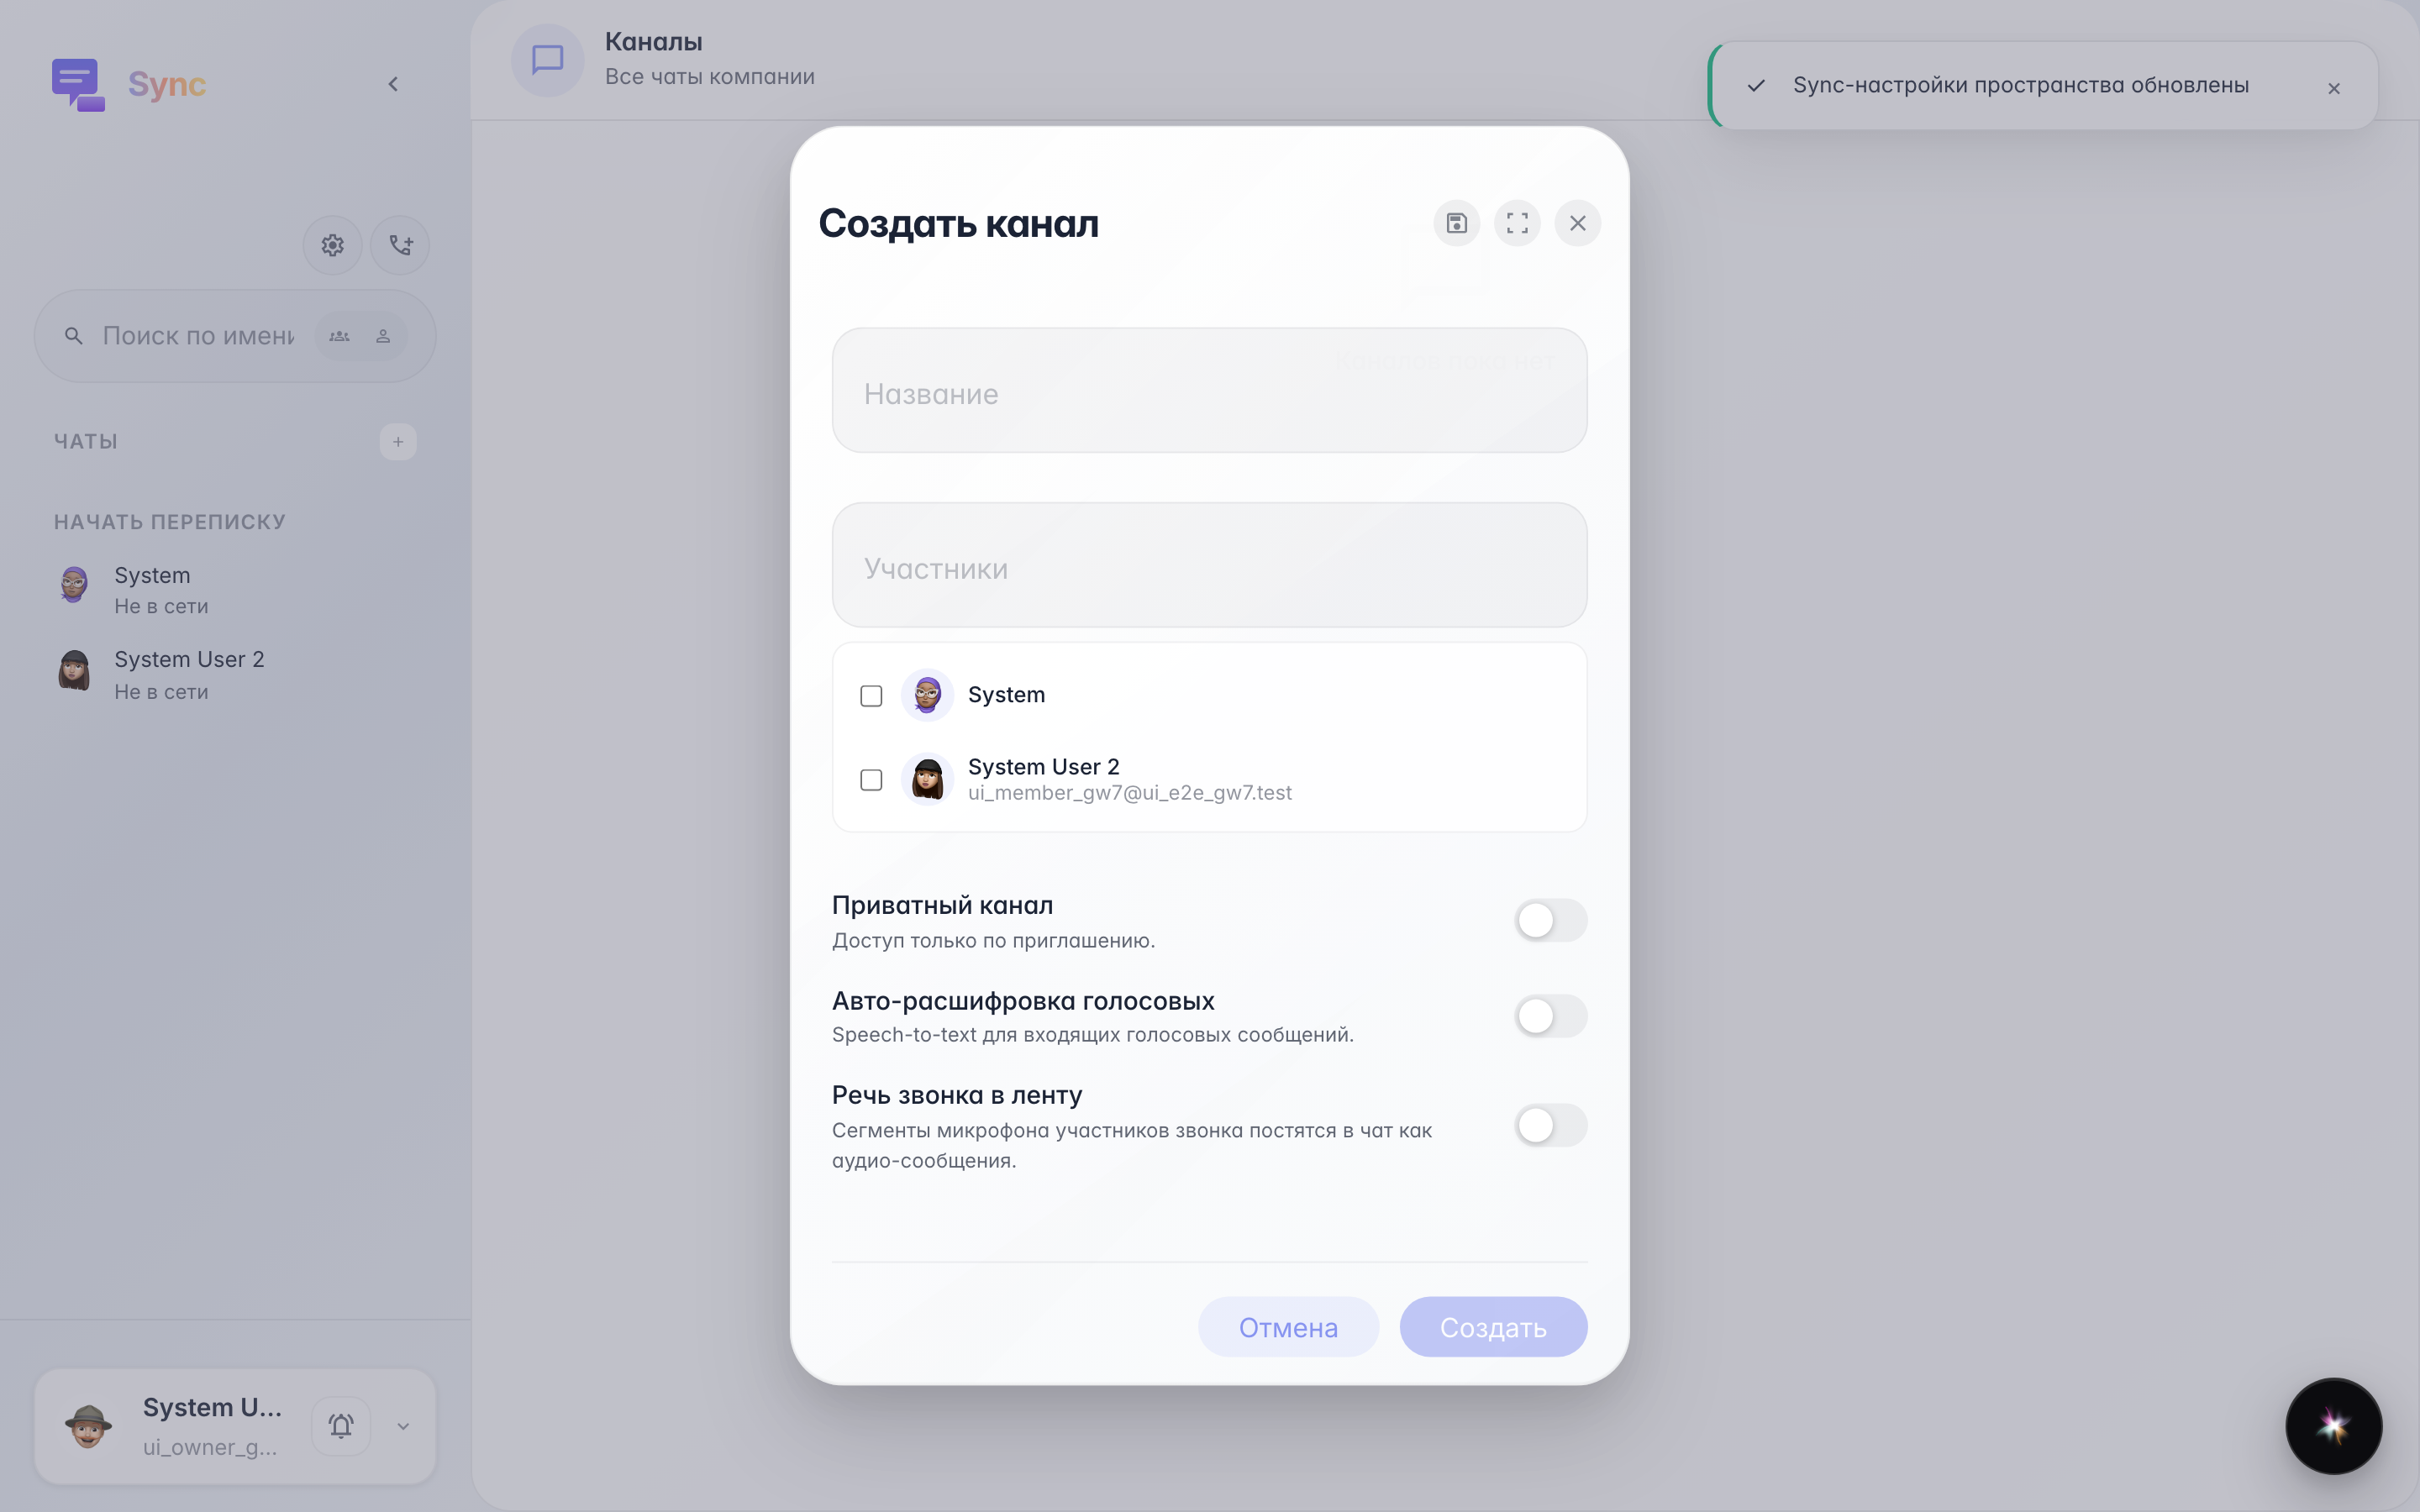 Sync
Поиск по имени
ЧАТЫ
НАЧАТЬ ПЕРЕПИСКУ
System
Не в сети
System User 2
Не в сети
System U...
ui_owner_g...
Каналы
Все чаты компании
Sync-настройки пространства обновлены
Создать канал
Название
Участники
System
System User 2
ui_member_gw7@ui_e2e_gw7.test
Приватный канал
Доступ только по приглашению.
Авто-расшифровка голосовых
Speech-to-text для входящих голосовых сообщений.
Речь звонка в ленту
Сегменты микрофона участников звонка постятся в чат как
аудио-сообщения.
Отмена
Создать